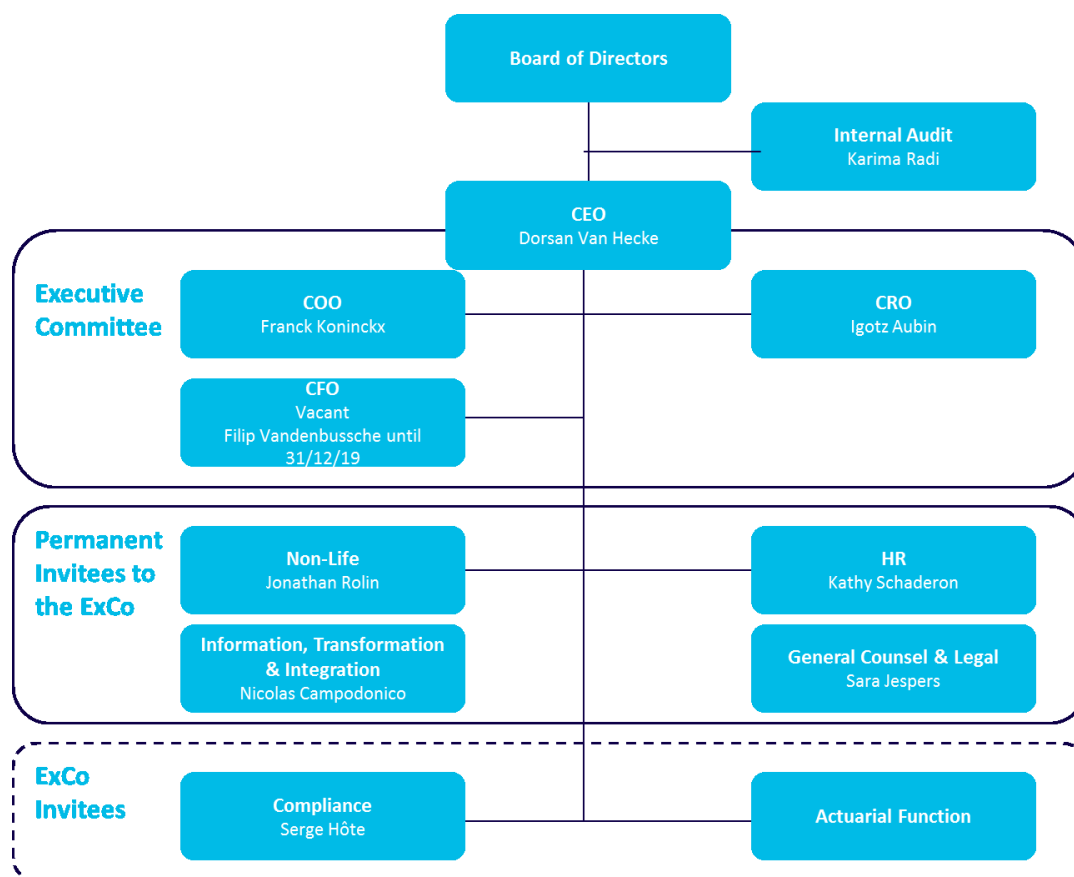 Board of Directors
Internal Audit
Karima Radi
CEO
Dorsan Van Hecke
Executive
Committee
COO
Franck Koninckx
CRO
Igotz Aubin
CFO
Vacant
Filip Vandenbussche until
31/12/19
Permanent
Invitees to
the ExCo
Non-Life
Jonathan Rolin
HR
Kathy Schaderon
Information, Transformation
& Integration
Nicolas Campodonico
General Counsel & Legal
Sara Jespers
ExCo
Invitees
Compliance
Serge Hôte
Actuarial Function